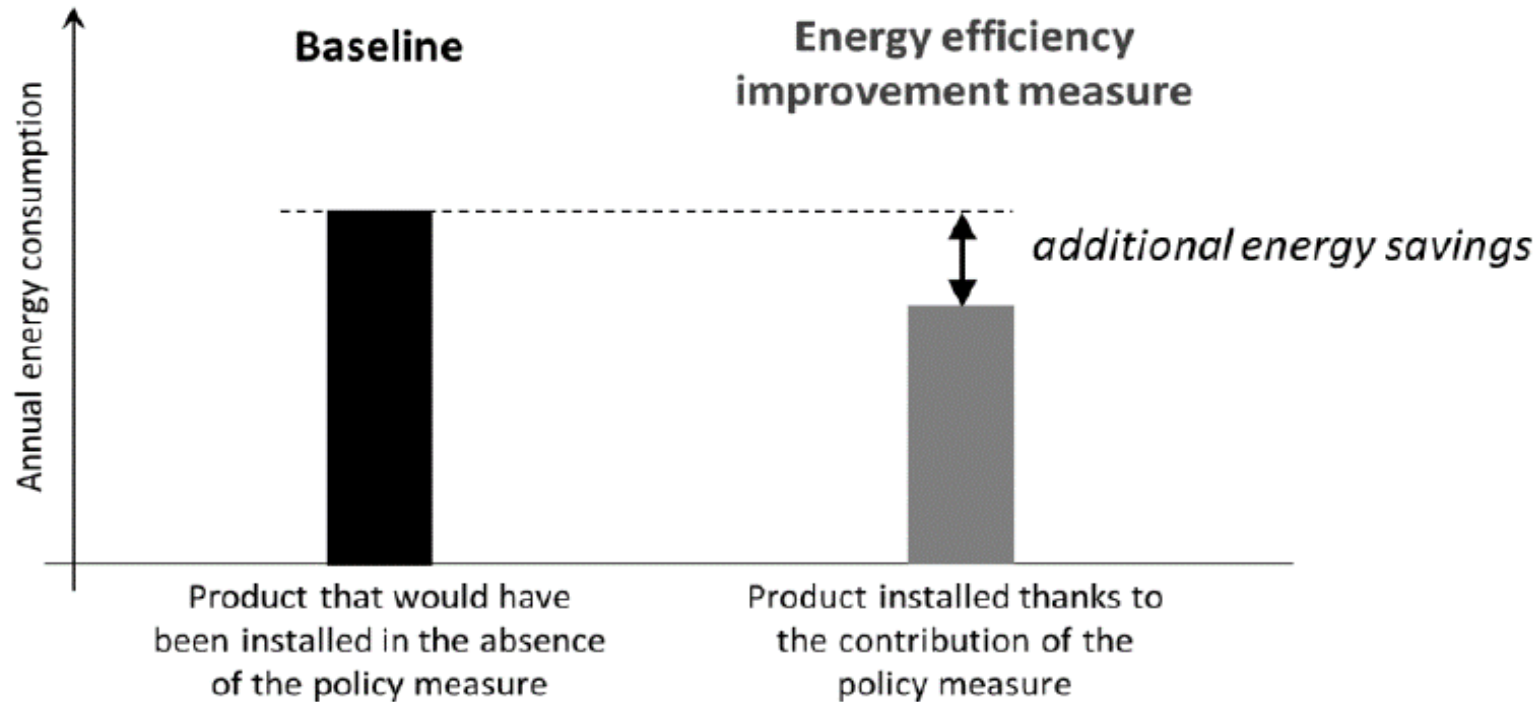 Baseline
Energy efficiency
improvement measure
Annual energy consumption
additional energy savings
Product that would have
been installed in the absence
of the policy measure
Product installed thanks to
the contribution of the
policy measure